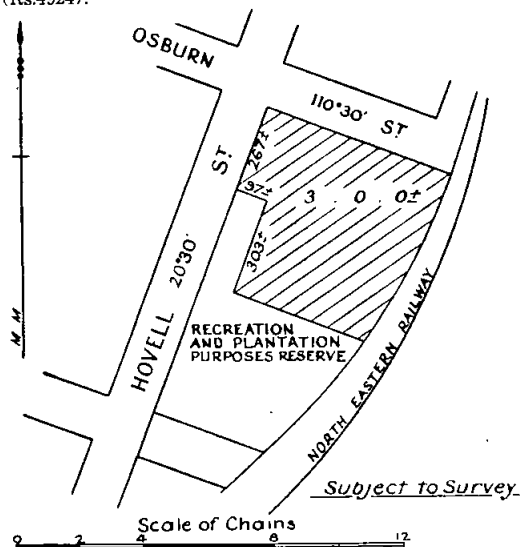 (Rs.49247.
OSBURN
110°30' ST
ST
267±
97±
3 . 0 . 0±
303±
HOVELL 20°30'
M M
RECREATION
AND PLANTATION
PURPOSES RESERVE
NORTH EASTERN RAILWAY
Subject to Survey
Scale of Chains
0 2 4 8 12